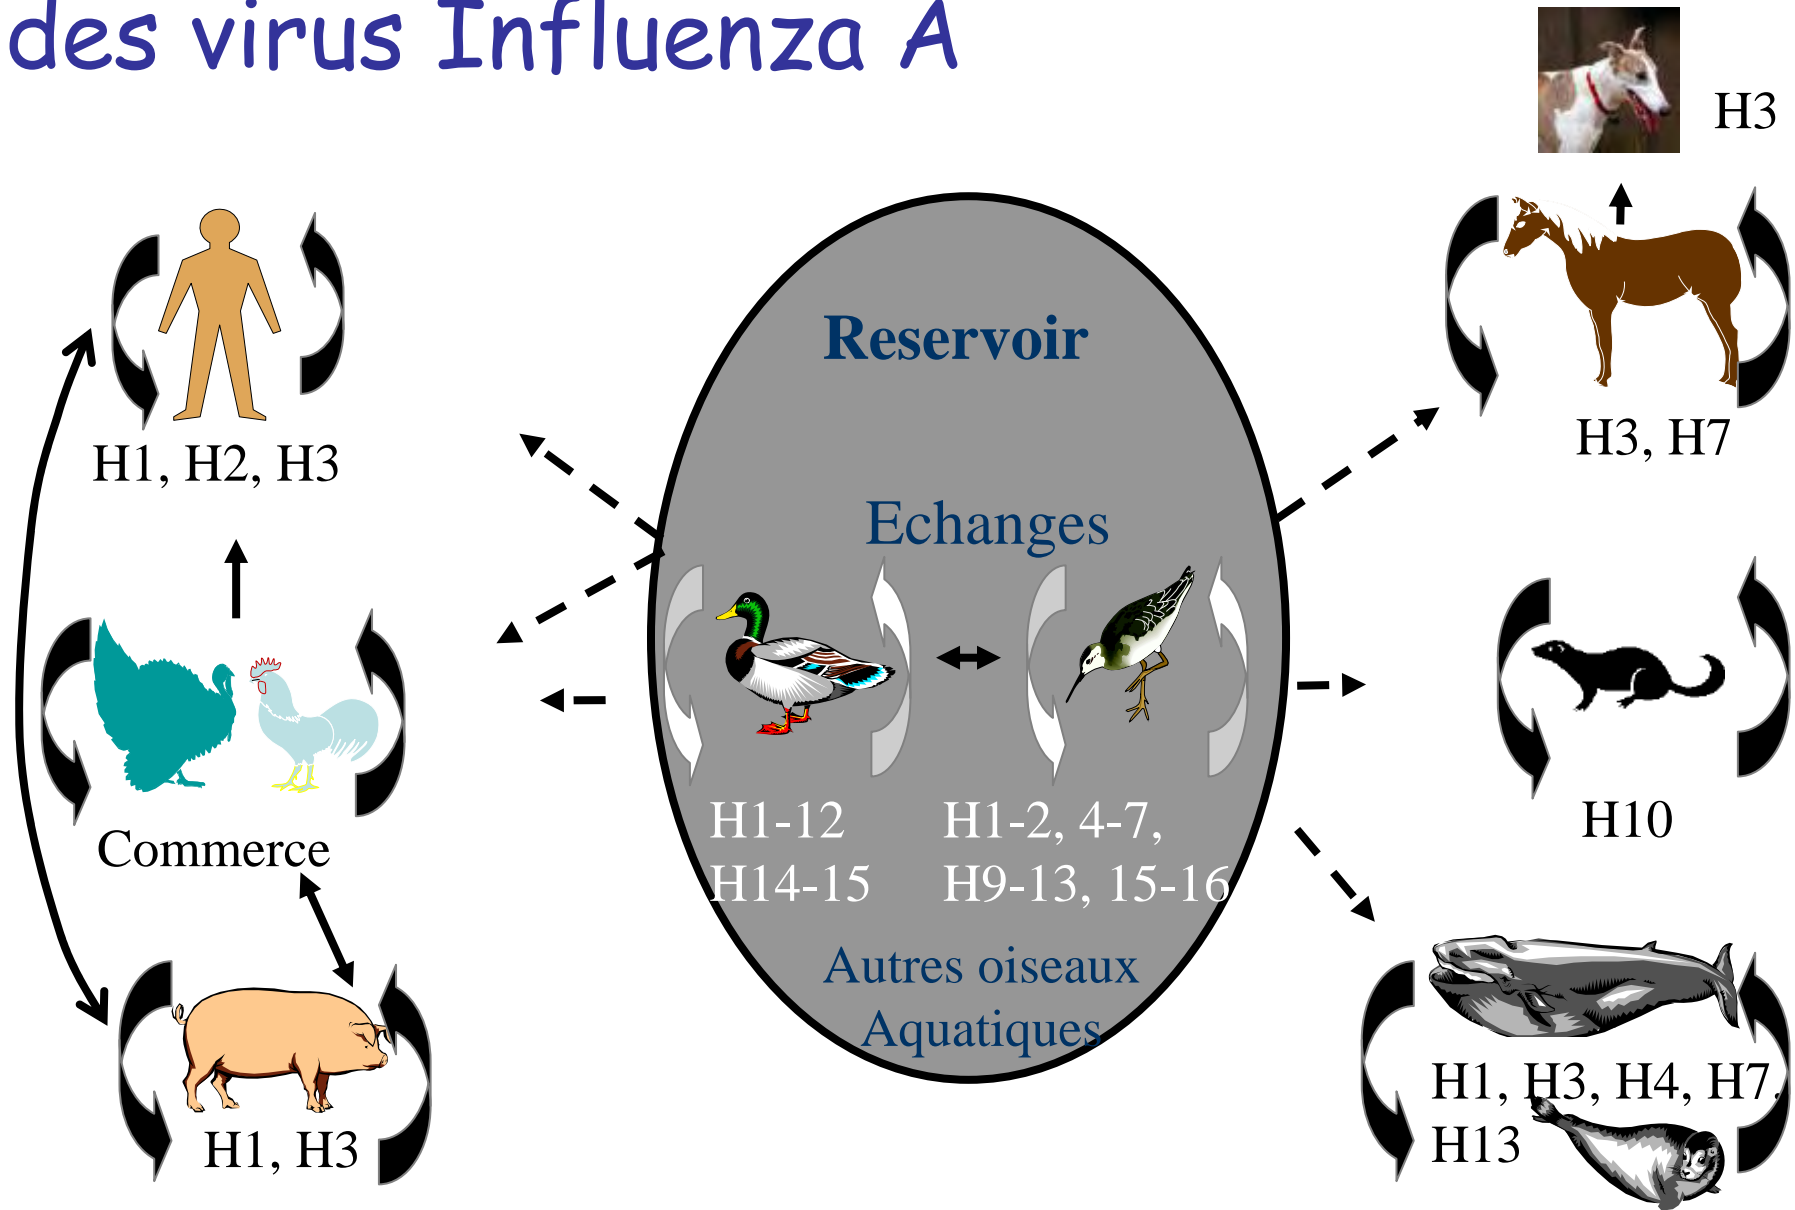 des virus Influenza A
H3
Reservoir
H1, H2, H3
H3, H7
Echanges
Commerce
H1-12
H14-15
H1-2, 4-7,
H9-13, 15-16
H10
Autres oiseaux
Aquatiques
H1, H3
H1, H3, H4, H7.
H13